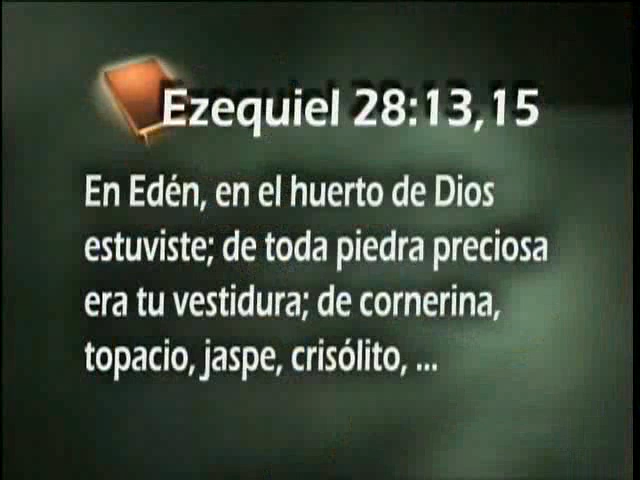 Ezequiel 28:13,15
En Edén, en el huerto de Dios
estuviste; de toda piedra preciosa
era tu vestidura; de cornerina,
topacio, jaspe, crisólito, ...